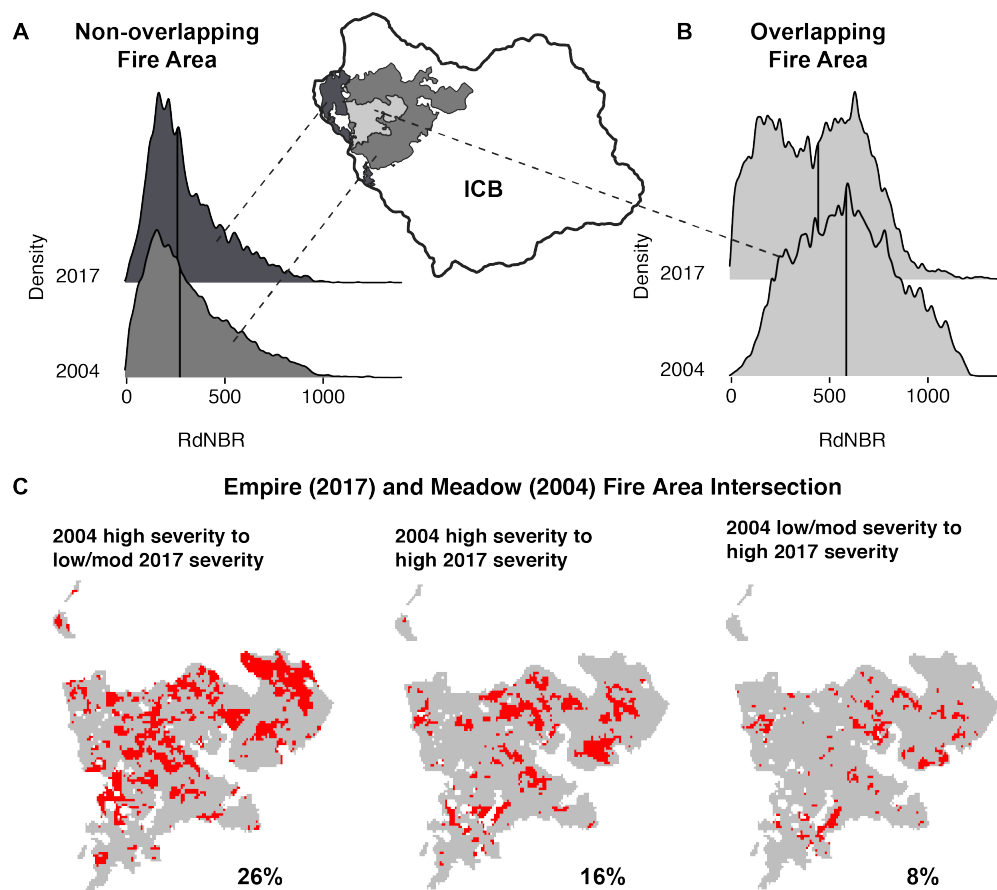 A
Non-overlapping
Fire Area
B
Overlapping
Fire Area
ICB
Density
2017
2004
0
500
1000
RdNBR
Density
2017
2004
0
500
1000
RdNBR
C
Empire (2017) and Meadow (2004) Fire Area Intersection
2004 high severity to
low/mod 2017 severity
2004 high severity to
high 2017 severity
2004 low/mod severity to
high 2017 severity
26%
16%
8%